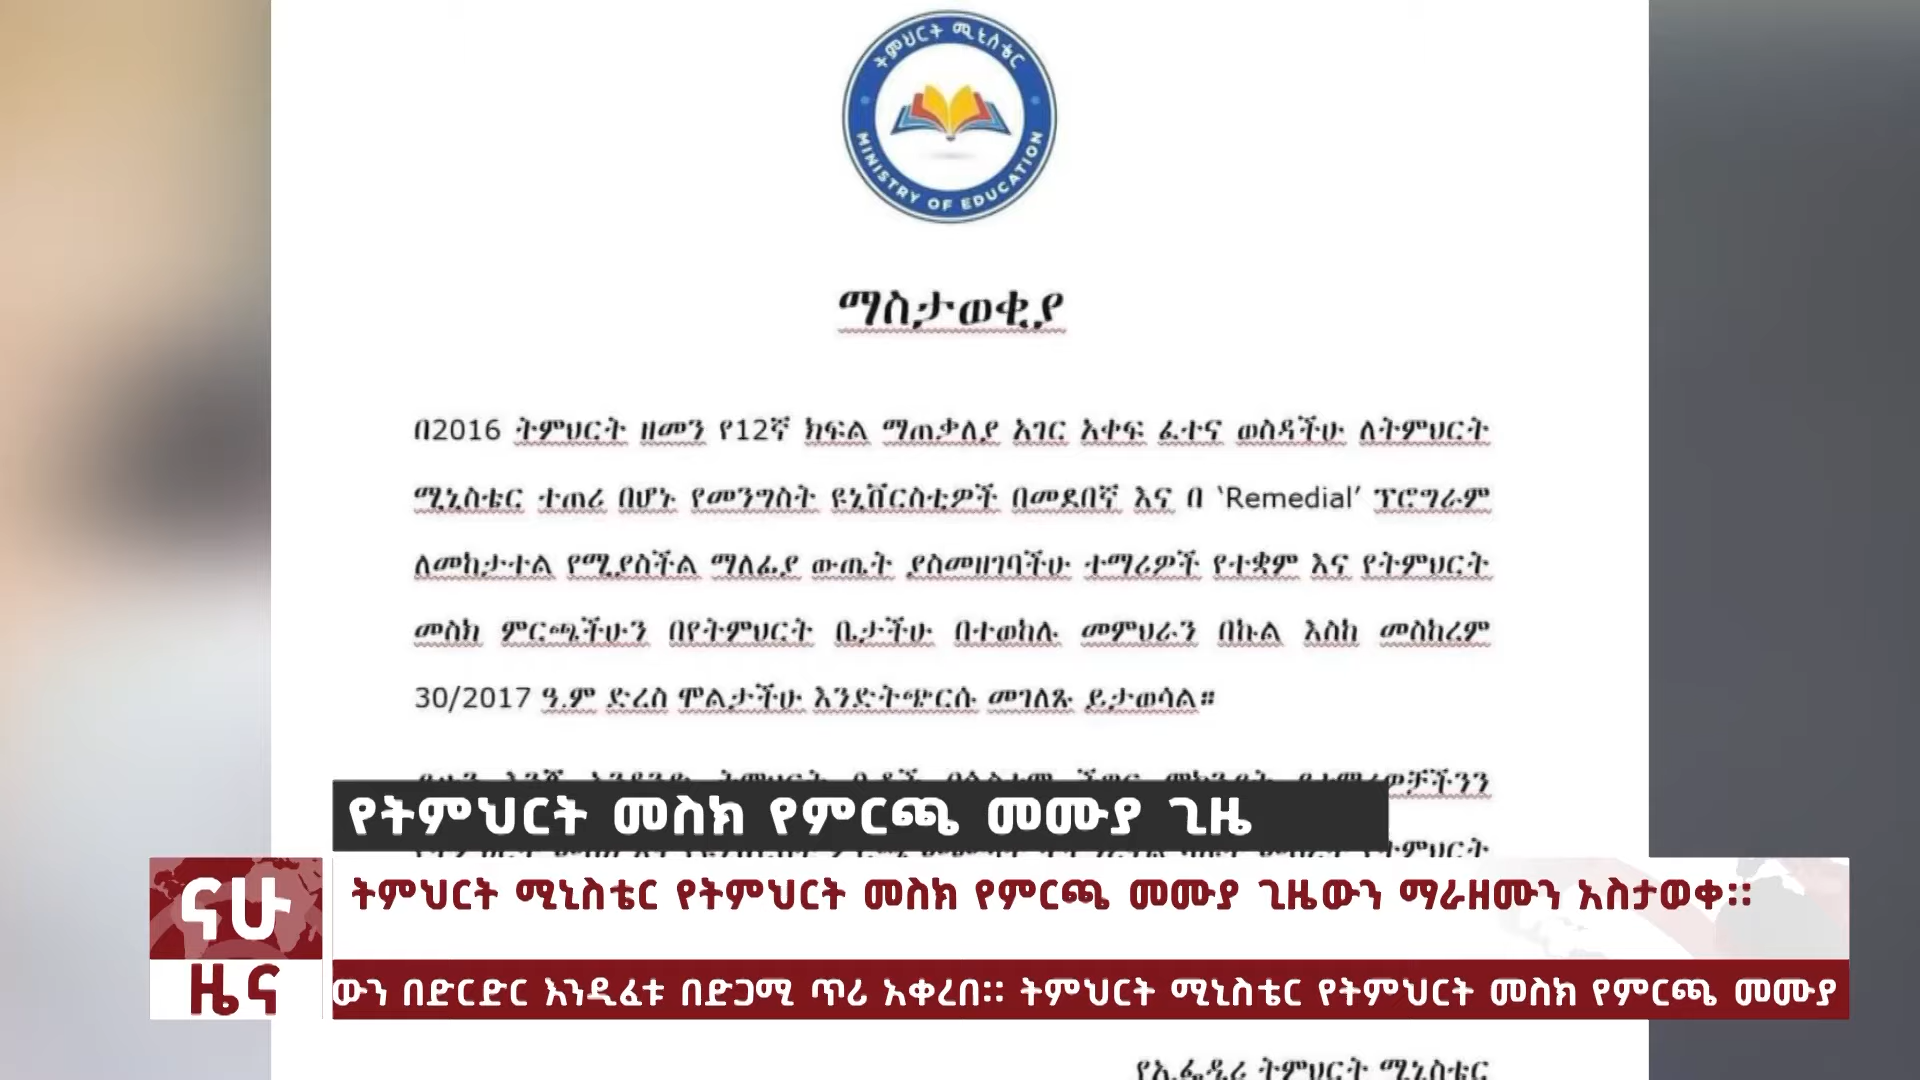 ትምህርት ሚኒስቴር
MINISTRY OF EDUCATION
ማስታወቂያ
በ2016 ትምህርት ዘመን የ12ኛ ክፍል ማጠቃለያ አገር አቀፍ ፈተና ወስዳችሁ ለትምህርት
ሚኒስቴር ተጠሪ በሆኑ የመንግስት ዩኒቨርስቲዎች በመደበኛ እና በ ‘Remedial’ ፕሮግራም
ለመከታተል የሚያስችል ማለፊያ ውጤት ያስመዘገባችሁ ተማሪዎች የተቋም እና የትምህርት
መስክ ምርጫችሁን በየትምህርት ቤታችሁ በተወከሉ መምህራን በኩል እስከ መስከረም
30/2017 ዓ.ም ድረስ ሞልታችሁ እንድትጭርሱ መገለጹ ይታወሳል።
የትምህርት መስክ የምርጫ መሙያ ጊዜ
ናሁ
ዜና
ትምህርት ሚኒስቴር የትምህርት መስክ የምርጫ መሙያ ጊዜውን ማራዘሙን አስታወቀ።
ውን በድርድር እንዲፈቱ በድጋሚ ጥሪ አቀረበ። ትምህርት ሚኒስቴር የትምህርት መስክ የምርጫ መሙያ
የኢ.ፌዲሪ ትምህርት ሚኒስቴር